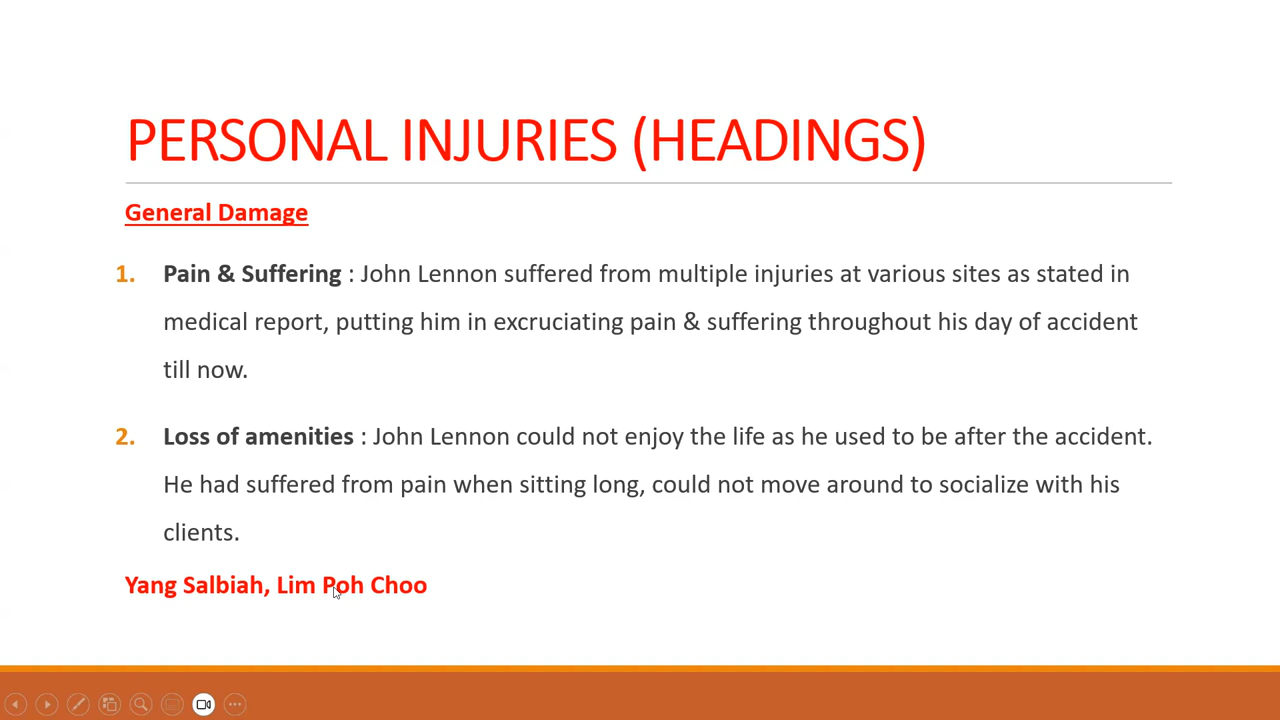 PERSONAL INJURIES (HEADINGS)
General Damage
1. Pain & Suffering : John Lennon suffered from multiple injuries at various sites as stated in
medical report, putting him in excruciating pain & suffering throughout his day of accident
till now.
2. Loss of amenities : John Lennon could not enjoy the life as he used to be after the accident.
He had suffered from pain when sitting long, could not move around to socialize with his
clients.
Yang Salbiah, Lim Poh Choo